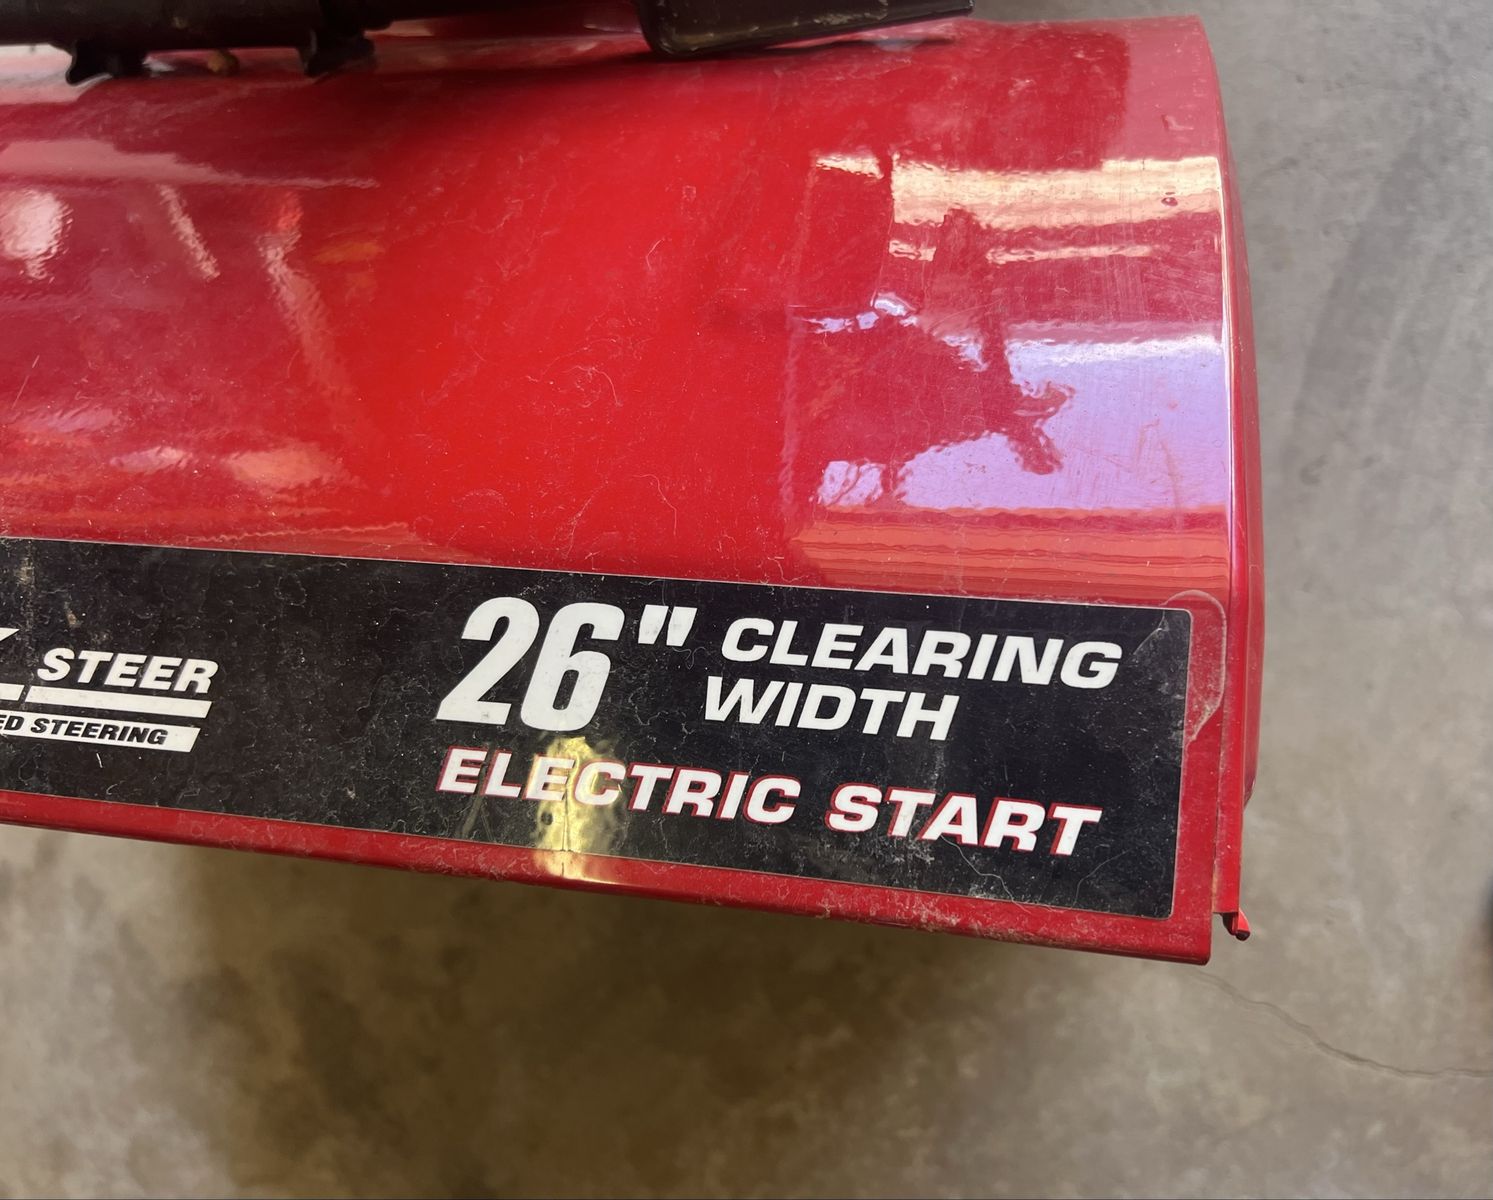 STEER
STEERING
26" CLEARING
WIDTH
ELECTRIC START